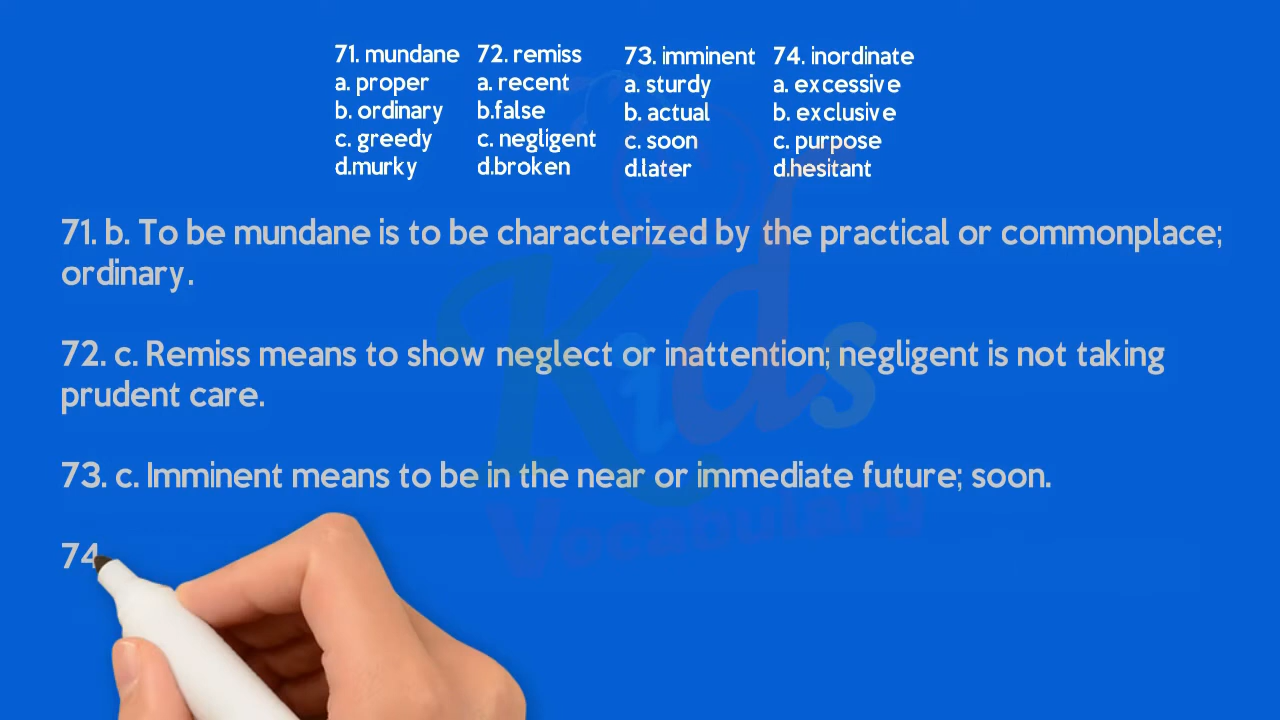 71. mundane
a. proper
b. ordinary
c. greedy
d.murky
72. remiss
a. recent
b.false
c. negligent
d.broken
73. imminent
a. sturdy
b. actual
c. soon
d.later
74. inordinate
a. excessive
b. exclusive
c. purpose
d.hesitant
71. b. To be mundane is to be characterized by the practical or commonplace;
ordinary.
72. c. Remiss means to show neglect or inattention; negligent is not taking
prudent care.
73. c. Imminent means to be in the near or immediate future; soon.
74
Kids
Vocabulary